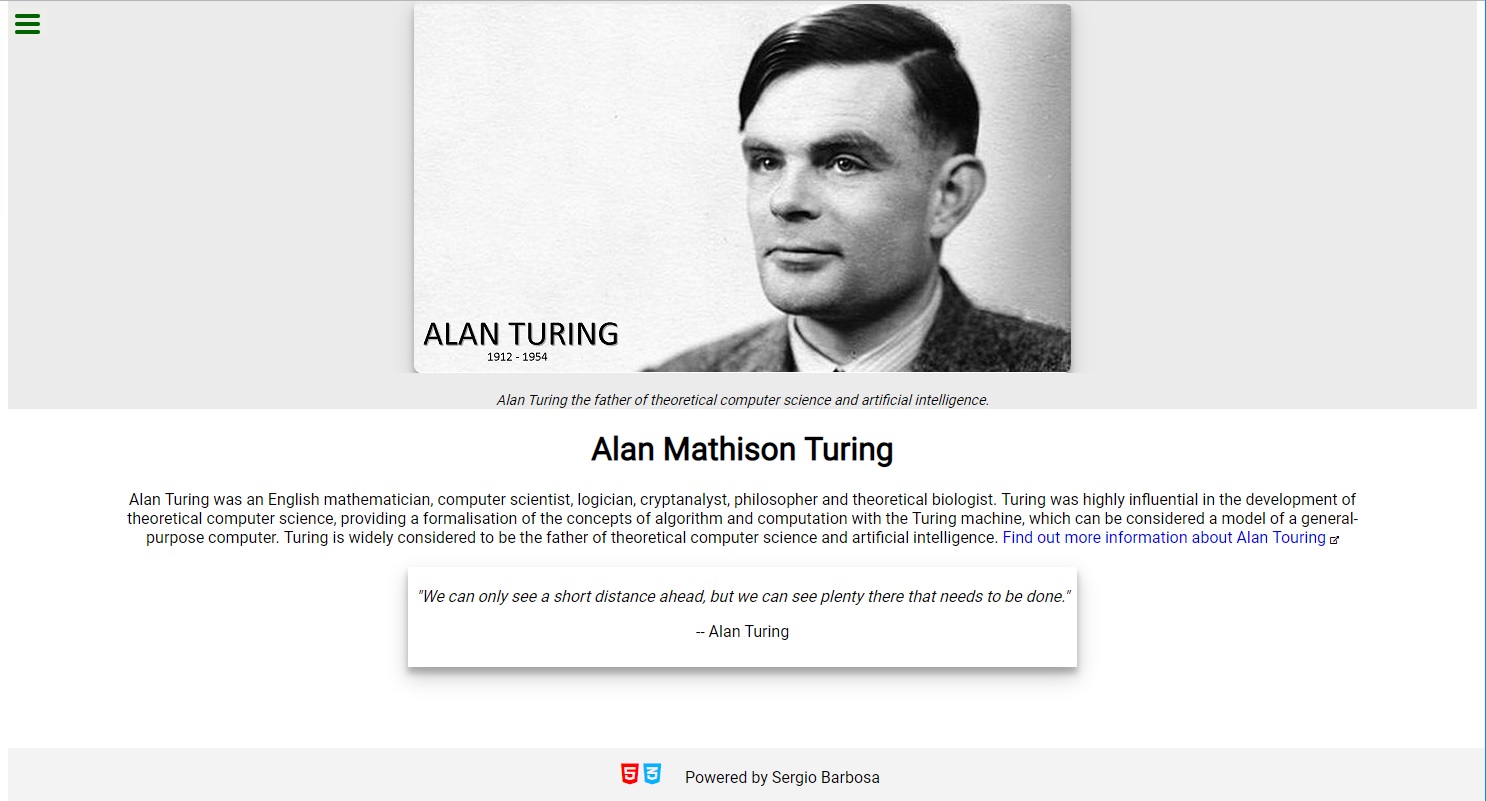 ALAN TURING
1912 - 1954
Alan Turing the father of theoretical computer science and artificial intelligence.
Alan Mathison Turing
Alan Turing was an English mathematician, computer scientist, logician, cryptanalyst, philosopher and theoretical biologist. Turing was highly influential in the development of
theoretical computer science, providing a formalisation of the concepts of algorithm and computation with the Turing machine, which can be considered a model of a general-
purpose computer. Turing is widely considered to be the father of theoretical computer science and artificial intelligence. Find out more information about Alan Touring
"We can only see a short distance ahead, but we can see plenty there that needs to be done."
-- Alan Turing
5 3 Powered by Sergio Barbosa